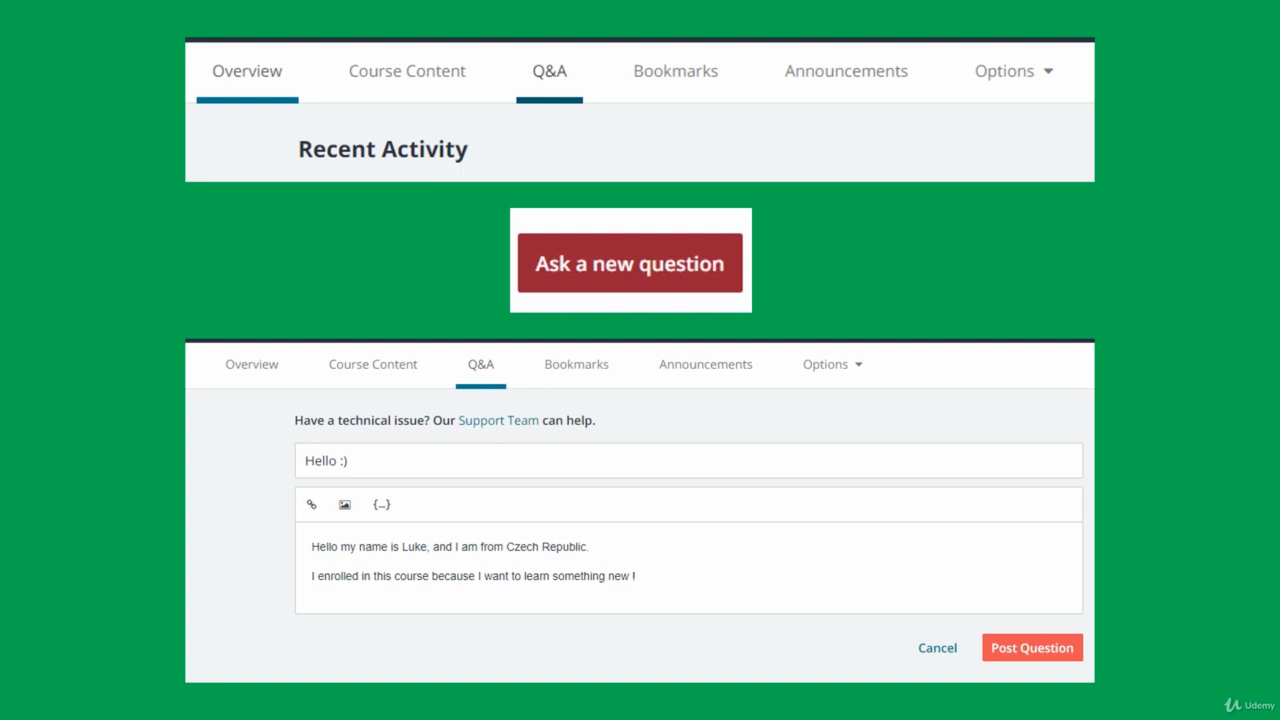 Overview Course Content Q&A Bookmarks Announcements Options
Recent Activity
Ask a new question
Overview Course Content Q&A Bookmarks Announcements Options
Have a technical issue? Our Support Team can help.
Hello :)
{...}
Hello my name is Luke, and I am from Czech Republic.
I enrolled in this course because I want to learn something new !
Cancel Post Question
Udemy